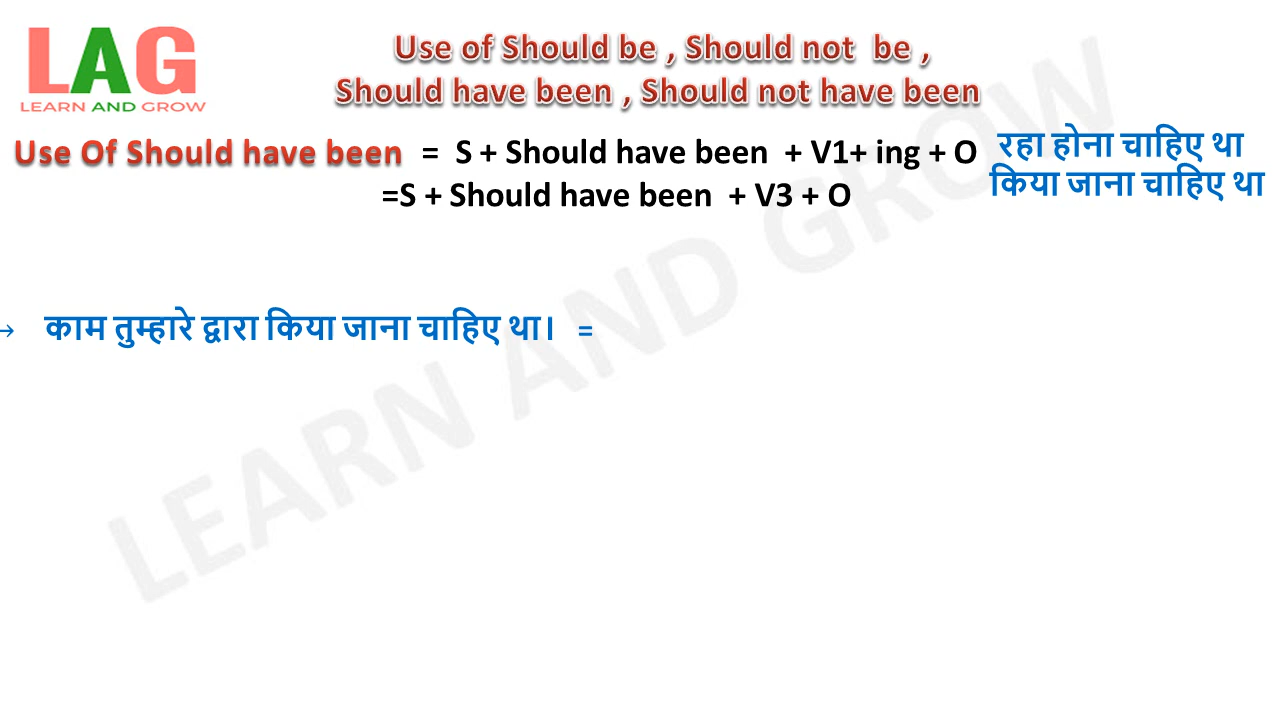 LAG
LEARN AND GROW
Use of Should be , Should not be ,
Should have been , Should not have been
Use Of Should have been = S + Should have been + V1+ ing + O रहा होना चाहिए था
=S + Should have been + V3 + O किया जाना चाहिए था
→ काम तुम्हारे द्वारा किया जाना चाहिए था। =
LEARN AND GROW